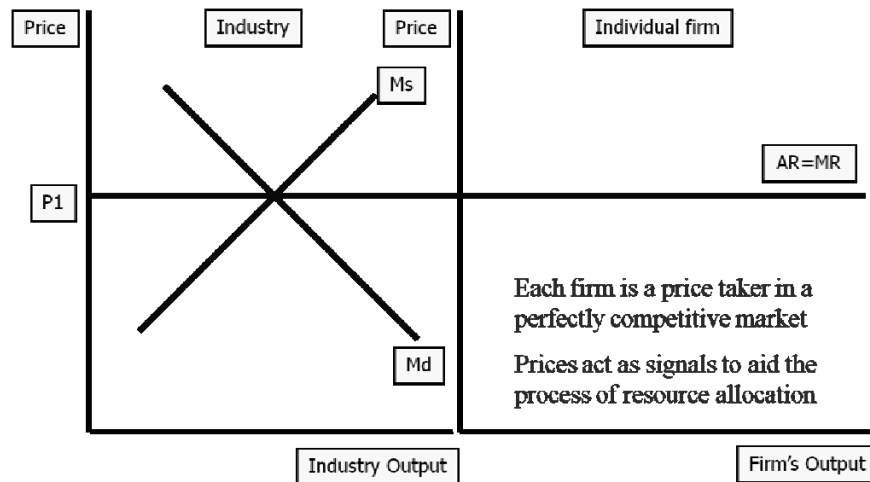 Price
Industry
Price
Individual firm
Ms
AR=MR
P1
Each firm is a price taker in a
perfectly competitive market
Md
Prices act as signals to aid the
process of resource allocation
Industry Output
Firm's Output